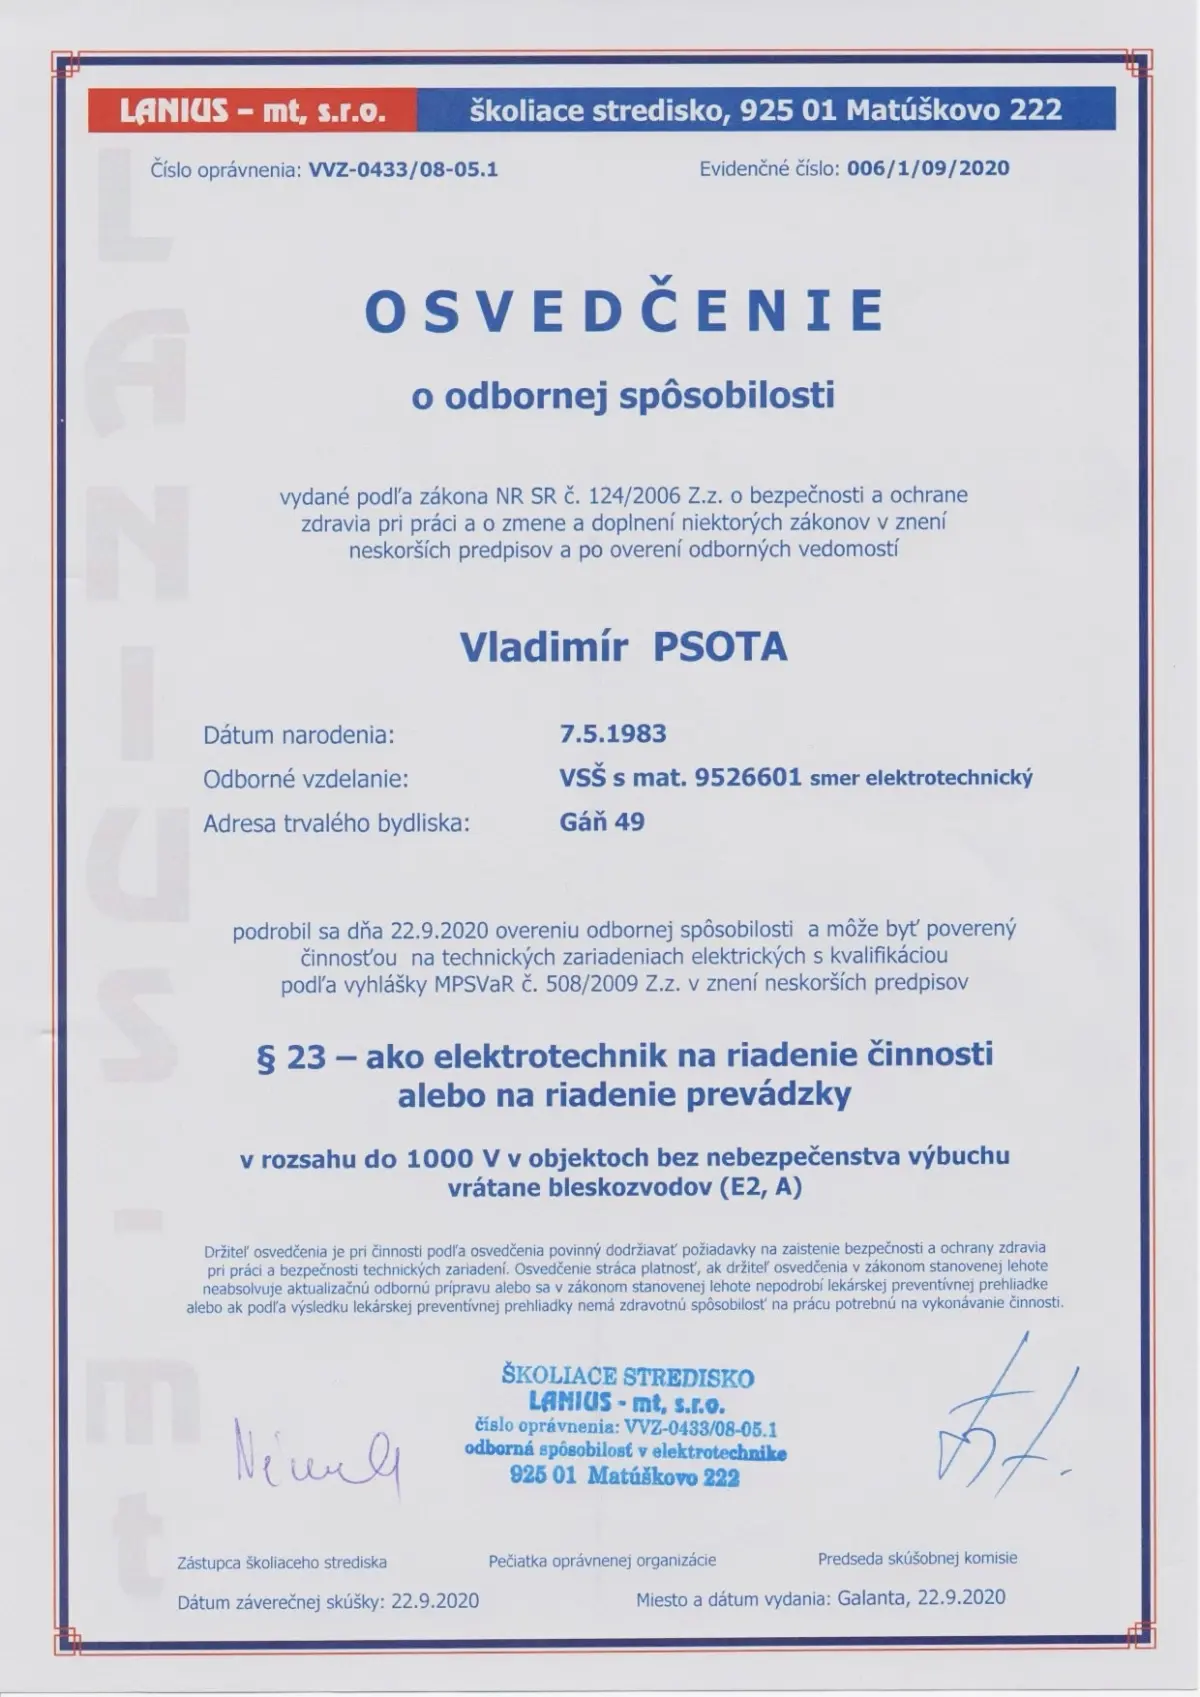 LANIUS – mt, s.r.o. školiace stredisko, 925 01 Matúškovo 222
Číslo oprávnenia: VVZ-0433/08-05.1 Evidenčné číslo: 006/1/09/2020
OSVEDČENIE
o odbornej spôsobilosti
vydané podľa zákona NR SR č. 124/2006 Z.z. o bezpečnosti a ochrane
zdravia pri práci a o zmene a doplnení niektorých zákonov v znení
neskorších predpisov a po overení odborných vedomostí
Vladimír PSOTA
Dátum narodenia: 7.5.1983
Odborné vzdelanie: VSŠ s mat. 9526601 smer elektrotechnický
Adresa trvalého bydliska: Gáň 49
podrobil sa dňa 22.9.2020 overeniu odbornej spôsobilosti a môže byť poverený
činnosťou na technických zariadeniach elektrických s kvalifikáciou
podľa vyhlášky MPSVaR č. 508/2009 Z.z. v znení neskorších predpisov
§ 23 – ako elektrotechnik na riadenie činnosti
alebo na riadenie prevádzky
v rozsahu do 1000 V v objektoch bez nebezpečenstva výbuchu
vrátane bleskozvodov (E2, A)
Držiteľ osvedčenia je pri činnosti podľa osvedčenia povinný dodržiavať požiadavky na zaistenie bezpečnosti a ochrany zdravia
pri práci a bezpečnosti technických zariadení. Osvedčenie stráca platnosť, ak držiteľ osvedčenia v zákonom stanovenej lehote
neabsolvuje aktualizačnú odbornú prípravu alebo sa v zákonom stanovenej lehote nepodrobí lekárskej preventívnej prehliadke
alebo ak podľa výsledku lekárskej preventívnej prehliadky nemá zdravotnú spôsobilosť na prácu potrebnú na vykonávanie činnosti.
ŠKOLIACE STREDISKO
LANIUS - mt, s.r.o.
číslo oprávnenia: VVZ-0433/08-05.1
odborná spôsobilosť v elektrotechnike
925 01 Matúškovo 222
Zástupca školiaceho strediska Pečiatka oprávnenej organizácie Predseda skúšobnej komisie
Dátum záverečnej skúšky: 22.9.2020 Miesto a dátum vydania: Galanta, 22.9.2020
LANIUS - mt